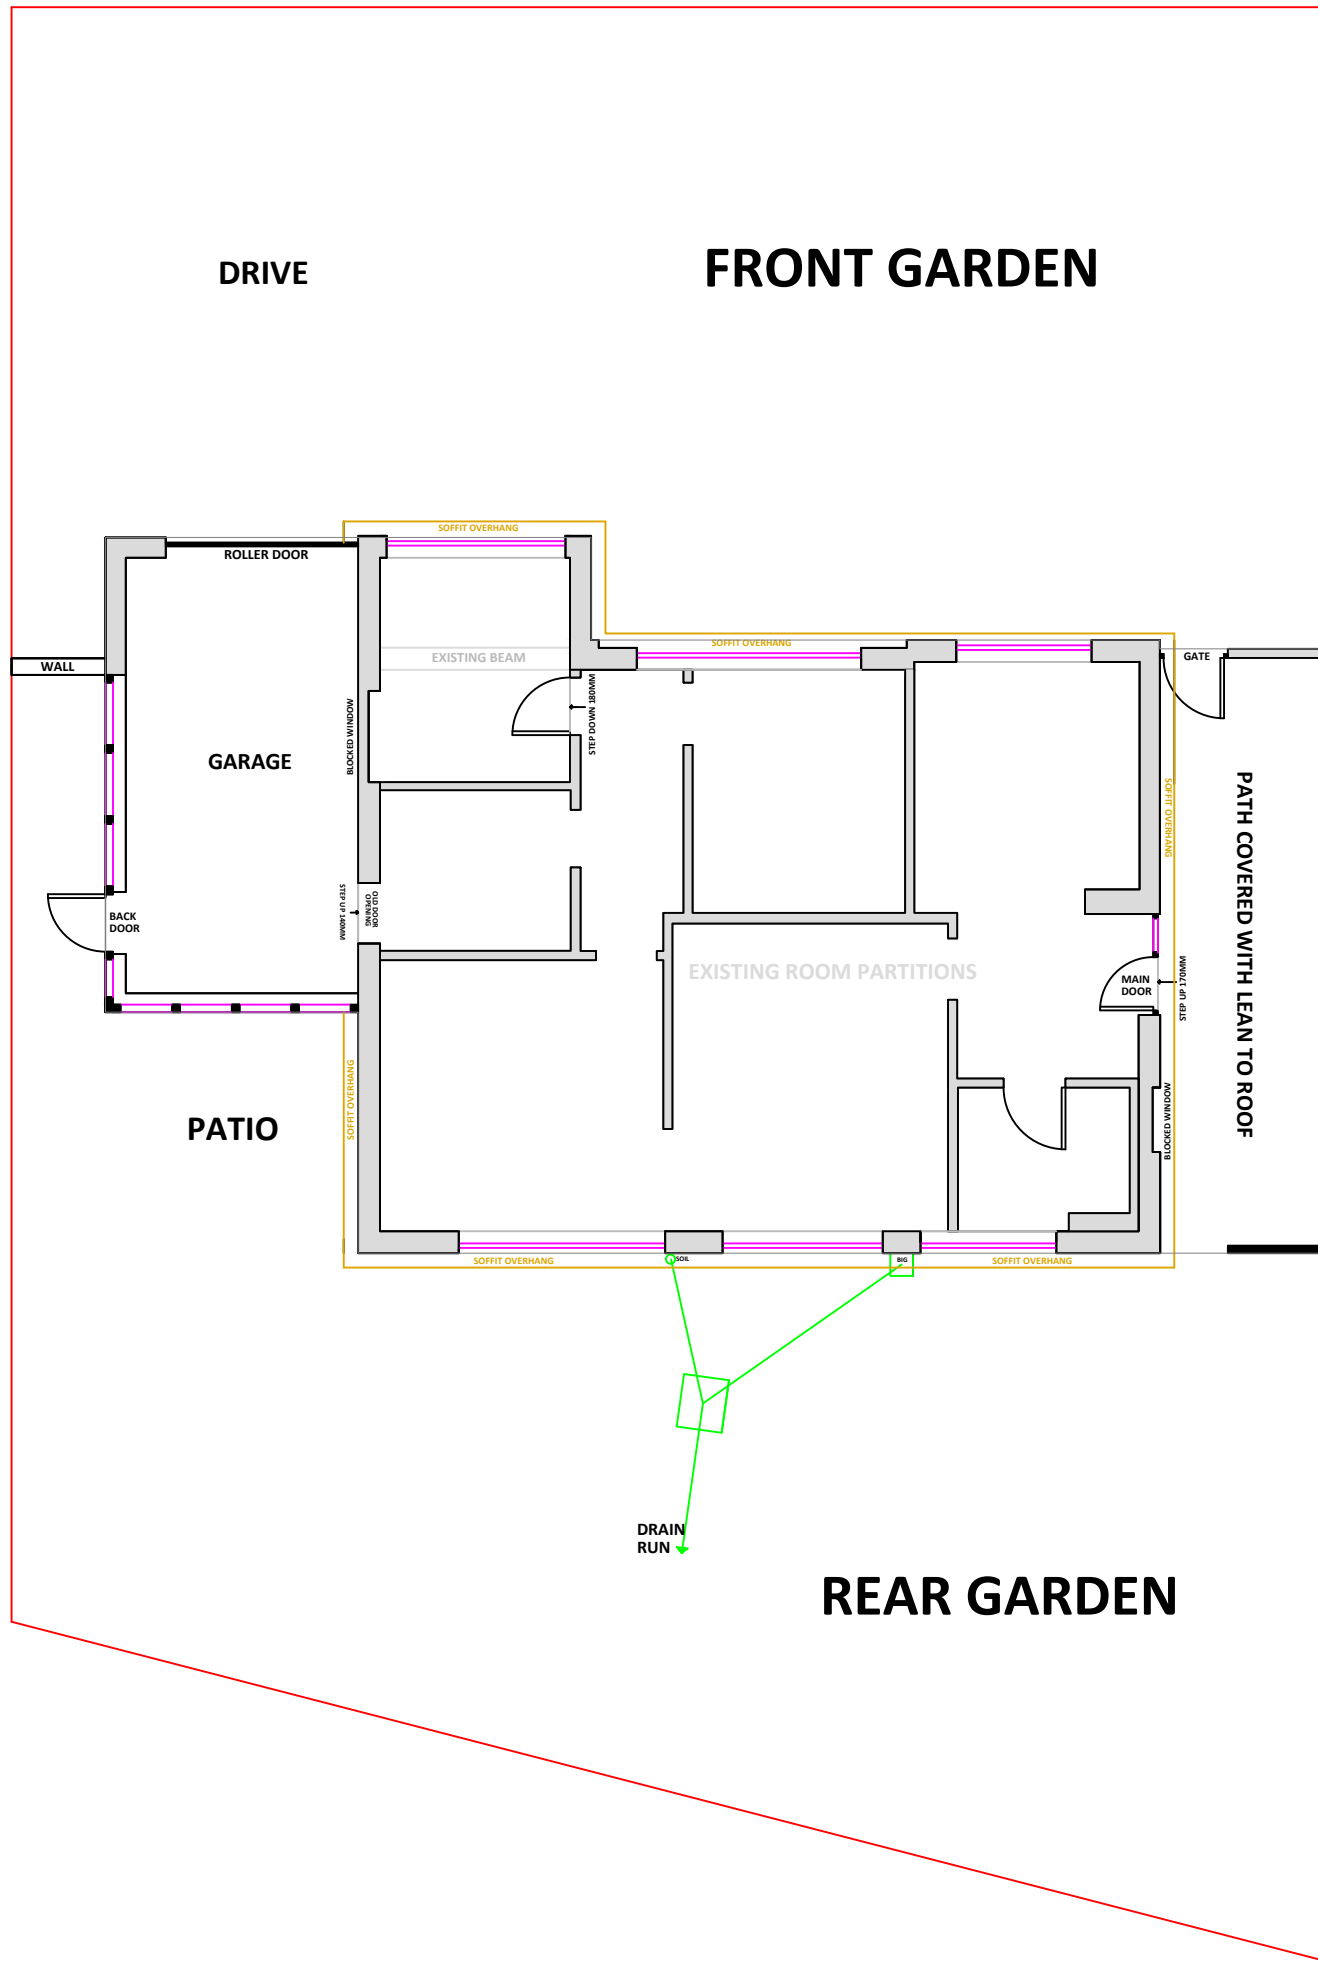 FRONT GARDEN
DRIVE
SOFFIT OVERHANG
ROLLER DOOR
SOFFIT OVERHANG
EXISTING BEAM
GATE
WALL
STEP DOWN 180MM
BLOCKED WINDOW
GARAGE
SOFFIT OVERHANG
PATH COVERED WITH LEAN TO ROOF
OLD DOOR
OPENING
STEP UP 140MM
BACK
DOOR
EXISTING ROOM PARTITIONS
MAIN
DOOR
STEP UP 170MM
SOFFIT OVERHANG
PATIO
BLOCKED WINDOW
SOFFIT OVERHANG
SOIL
BIG
SOFFIT OVERHANG
DRAIN
RUN
REAR GARDEN